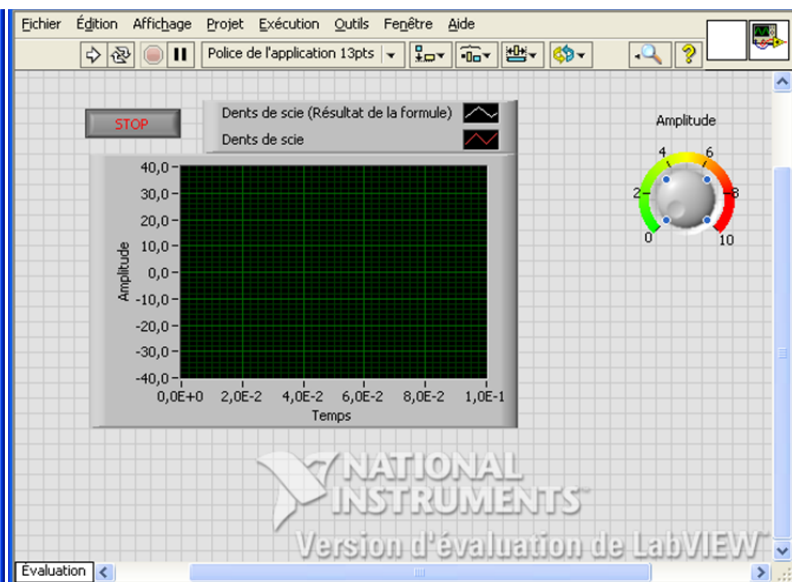 Fichier Édition Affichage Projet Exécution Outils Fenêtre Aide
Police de l'application 13pts
STOP
Dents de scie (Résultat de la formule)
Dents de scie
Amplitude
0 2 4 6 8 10
Amplitude
40,0
30,0
20,0
10,0
0,0
-10,0
-20,0
-30,0
-40,0
0,0E+0 2,0E-2 4,0E-2 6,0E-2 8,0E-2 1,0E-1
Temps
NATIONAL
INSTRUMENTS™
Version d'évaluation de LabVIEW™
Évaluation